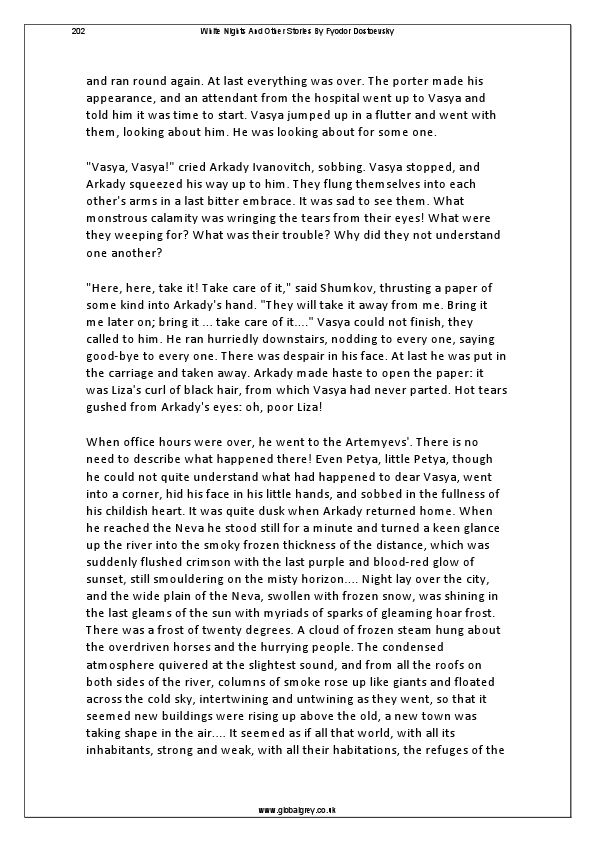 202 White Nights And Other Stories By Fyodor Dostoevsky
and ran round again. At last everything was over. The porter made his
appearance, and an attendant from the hospital went up to Vasya and
told him it was time to start. Vasya jumped up in a flutter and went with
them, looking about him. He was looking about for some one.
"Vasya, Vasya!" cried Arkady Ivanovitch, sobbing. Vasya stopped, and
Arkady squeezed his way up to him. They flung themselves into each
other's arms in a last bitter embrace. It was sad to see them. What
monstrous calamity was wringing the tears from their eyes! What were
they weeping for? What was their trouble? Why did they not understand
one another?
"Here, here, take it! Take care of it," said Shumkov, thrusting a paper of
some kind into Arkady's hand. "They will take it away from me. Bring it
me later on; bring it ... take care of it...." Vasya could not finish, they
called to him. He ran hurriedly downstairs, nodding to every one, saying
good-bye to every one. There was despair in his face. At last he was put in
the carriage and taken away. Arkady made haste to open the paper: it
was Liza's curl of black hair, from which Vasya had never parted. Hot tears
gushed from Arkady's eyes: oh, poor Liza!
When office hours were over, he went to the Artemyevs'. There is no
need to describe what happened there! Even Petya, little Petya, though
he could not quite understand what had happened to dear Vasya, went
into a corner, hid his face in his little hands, and sobbed in the fullness of
his childish heart. It was quite dusk when Arkady returned home. When
he reached the Neva he stood still for a minute and turned a keen glance
up the river into the smoky frozen thickness of the distance, which was
suddenly flushed crimson with the last purple and blood-red glow of
sunset, still smouldering on the misty horizon.... Night lay over the city,
and the wide plain of the Neva, swollen with frozen snow, was shining in
the last gleams of the sun with myriads of sparks of gleaming hoar frost.
There was a frost of twenty degrees. A cloud of frozen steam hung about
the overdriven horses and the hurrying people. The condensed
atmosphere quivered at the slightest sound, and from all the roofs on
both sides of the river, columns of smoke rose up like giants and floated
across the cold sky, intertwining and untwining as they went, so that it
seemed new buildings were rising up above the old, a new town was
taking shape in the air.... It seemed as if all that world, with all its
inhabitants, strong and weak, with all their habitations, the refuges of the
www.globalgrey.co.uk